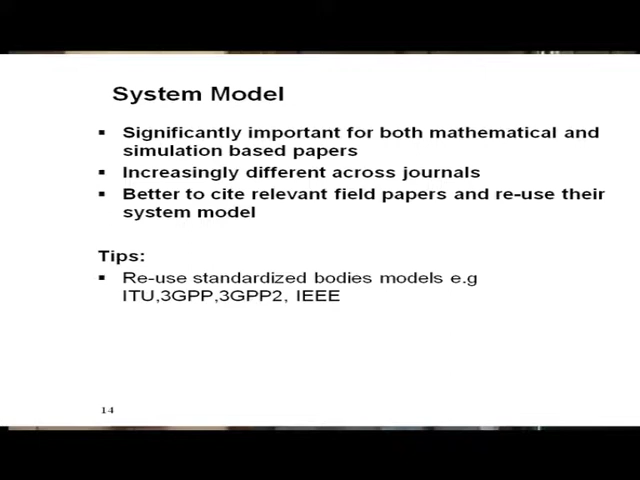 System Model
▪ Significantly important for both mathematical and
simulation based papers
▪ Increasingly different across journals
▪ Better to cite relevant field papers and re-use their
system model
Tips:
▪ Re-use standardized bodies models e.g
ITU,3GPP,3GPP2, IEEE
14